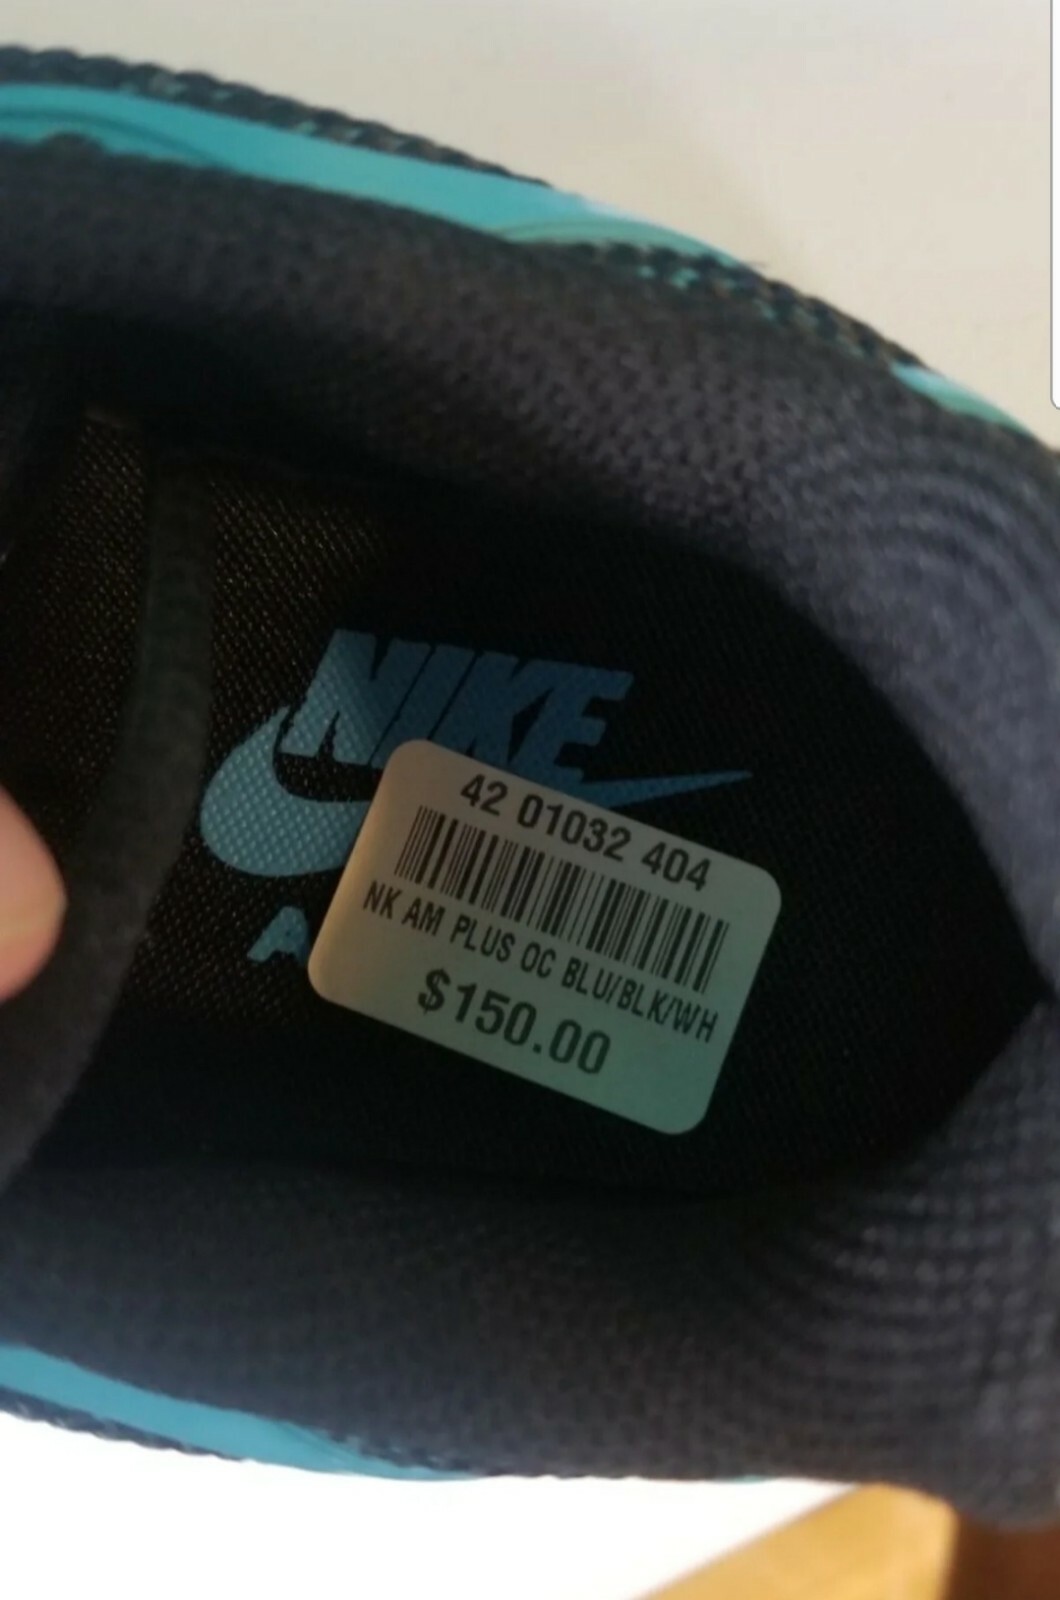 NIKE
42 01032 404
NK AM PLUS OC BLU/BLK/WH
$150.00